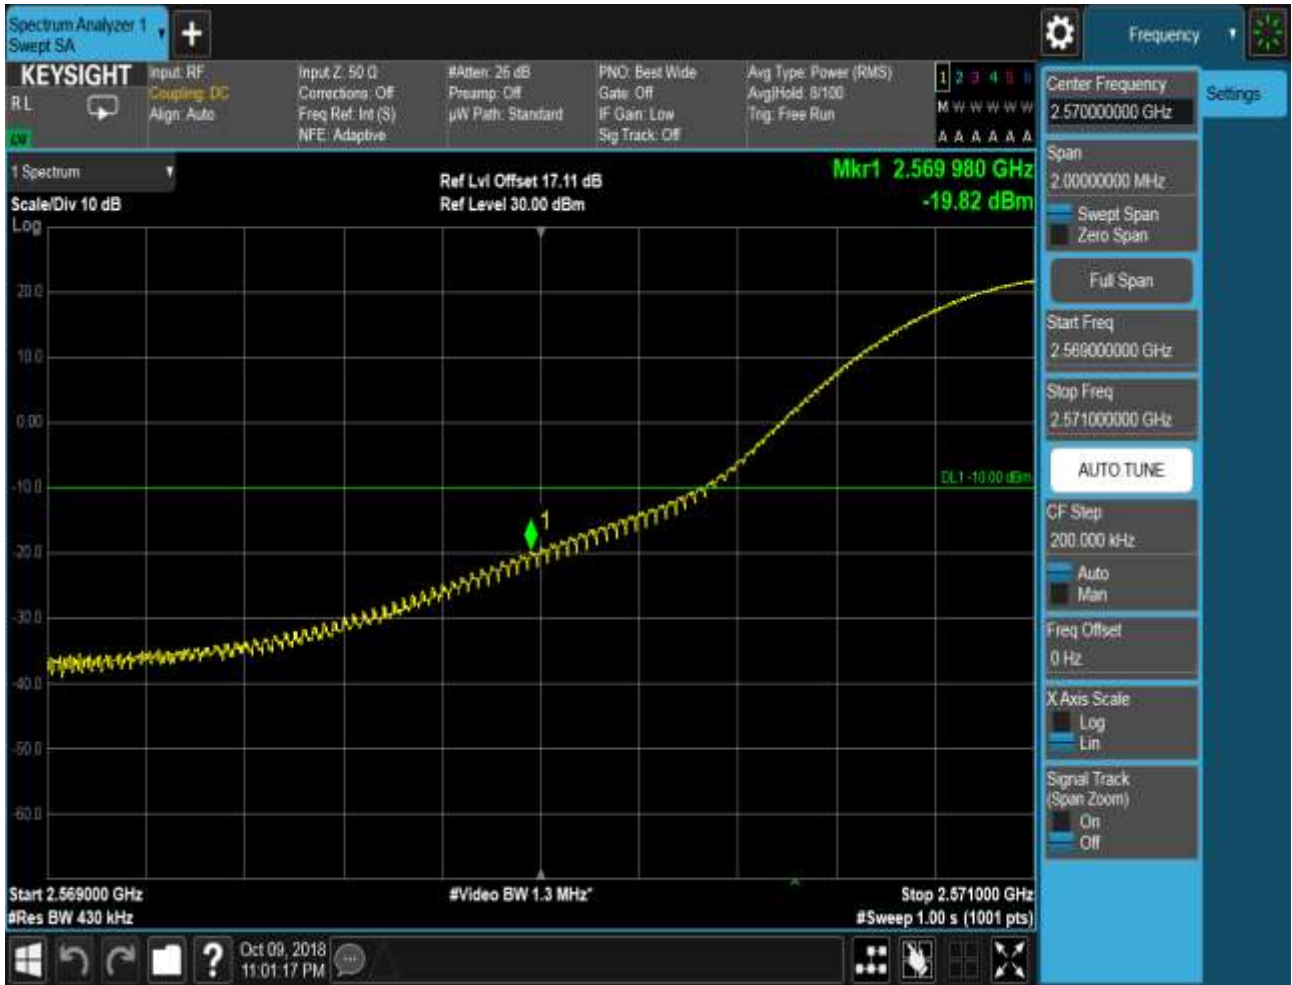 Spectrum Analyzer 1
Swept SA
Frequency
KEYSIGHT
R L
Input: RF
Coupling: DC
Align: Auto
Input Z: 50 Ω
Corrections: Off
Freq Ref: Int (S)
NFE: Adaptive
#Atten: 26 dB
Preamp: Off
µW Path: Standard
PNO: Best Wide
Gate: Off
IF Gain: Low
Sig Track: Off
Avg Type: Power (RMS)
Avg|Hold: 8/100
Trig: Free Run
1 2 3 4 5 6
M W W W W W
A A A A A A
1 Spectrum
Scale/Div 10 dB
Log
Ref Lvl Offset 17.11 dB
Ref Level 30.00 dBm
Mkr1 2.569 980 GHz
-19.82 dBm
20.0
10.0
0.00
-10.0
-20.0
-30.0
-40.0
-50.0
-60.0
DL1 -10.00 dBm
1
Start 2.569000 GHz
#Res BW 430 kHz
#Video BW 1.3 MHz*
Stop 2.571000 GHz
#Sweep 1.00 s (1001 pts)
Center Frequency
2.570000000 GHz
Settings
Span
2.00000000 MHz
Swept Span
Zero Span
Full Span
Start Freq
2.569000000 GHz
Stop Freq
2.571000000 GHz
AUTO TUNE
CF Step
200.000 kHz
Auto
Man
Freq Offset
0 Hz
X Axis Scale
Log
Lin
Signal Track
(Span Zoom)
On
Off
?
Oct 09, 2018
11:01:17 PM